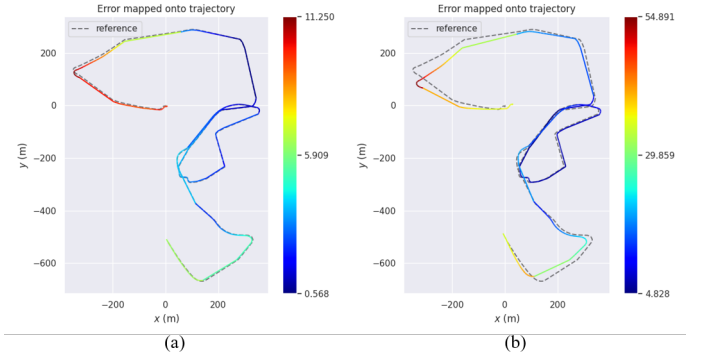 Error mapped onto trajectory
reference
200
0
−200
−400
−600
y (m)
−200
0
200
x (m)
11.250
5.909
0.568
(a)
Error mapped onto trajectory
reference
200
0
−200
−400
−600
y (m)
−200
0
200
x (m)
54.891
29.859
4.828
(b)